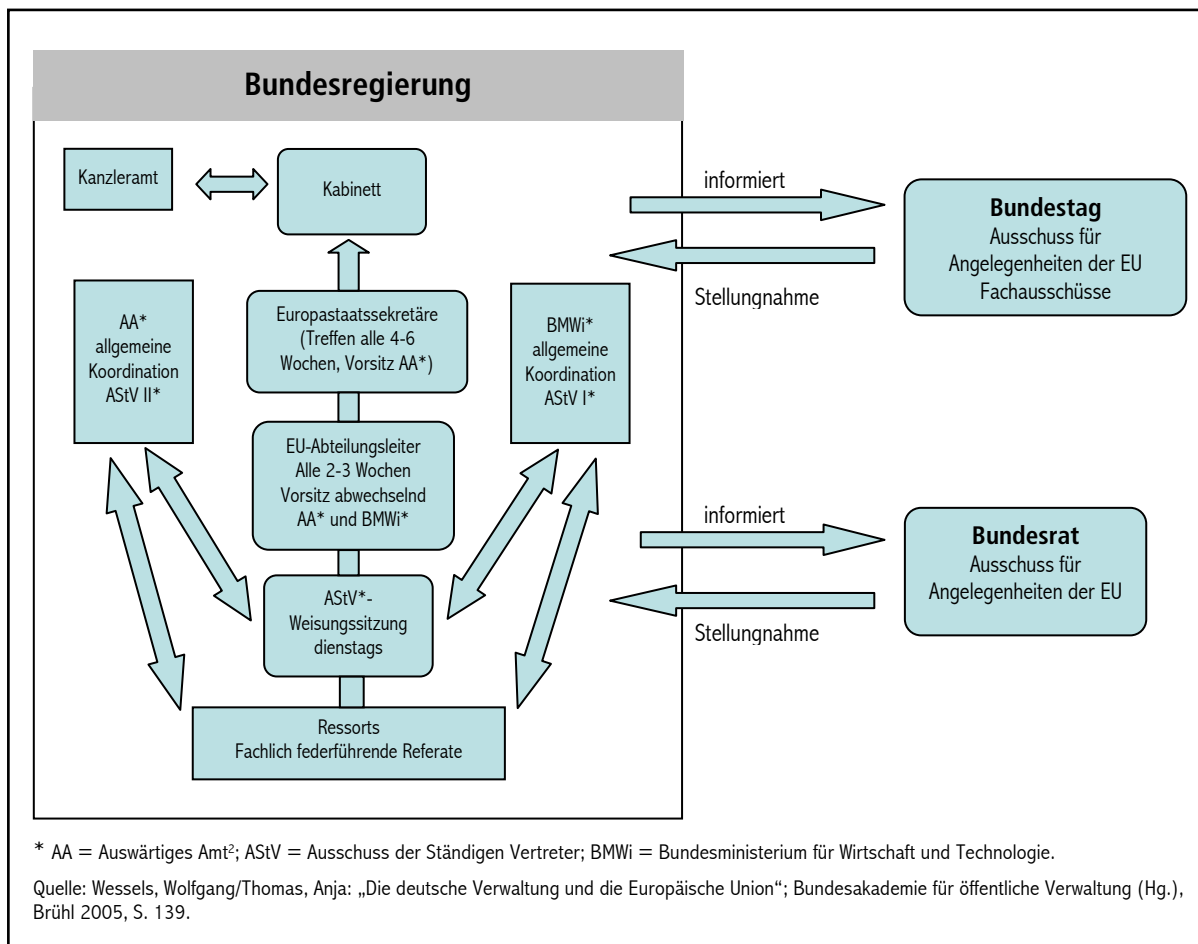 Bundesregierung
Kanzleramt
Kabinett
informiert
Bundestag
Ausschuss für
Angelegenheiten der EU
Fachausschüsse
Stellungnahme
AA*
allgemeine
Koordination
AStV II*
Europastaatssekretäre
(Treffen alle 4-6
Wochen, Vorsitz AA*)
BMWi*
allgemeine
Koordination
AStV I*
EU-Abteilungsleiter
Alle 2-3 Wochen
Vorsitz abwechselnd
AA* und BMWi*
informiert
Bundesrat
Ausschuss für
Angelegenheiten der EU
Stellungnahme
AStV*-
Weisungssitzung
dienstags
Ressorts
Fachlich federführende Referate
* AA = Auswärtiges Amt²; AStV = Ausschuss der Ständigen Vertreter; BMWi = Bundesministerium für Wirtschaft und Technologie.
Quelle: Wessels, Wolfgang/Thomas, Anja: „Die deutsche Verwaltung und die Europäische Union“; Bundesakademie für öffentliche Verwaltung (Hg.),
Brühl 2005, S. 139.